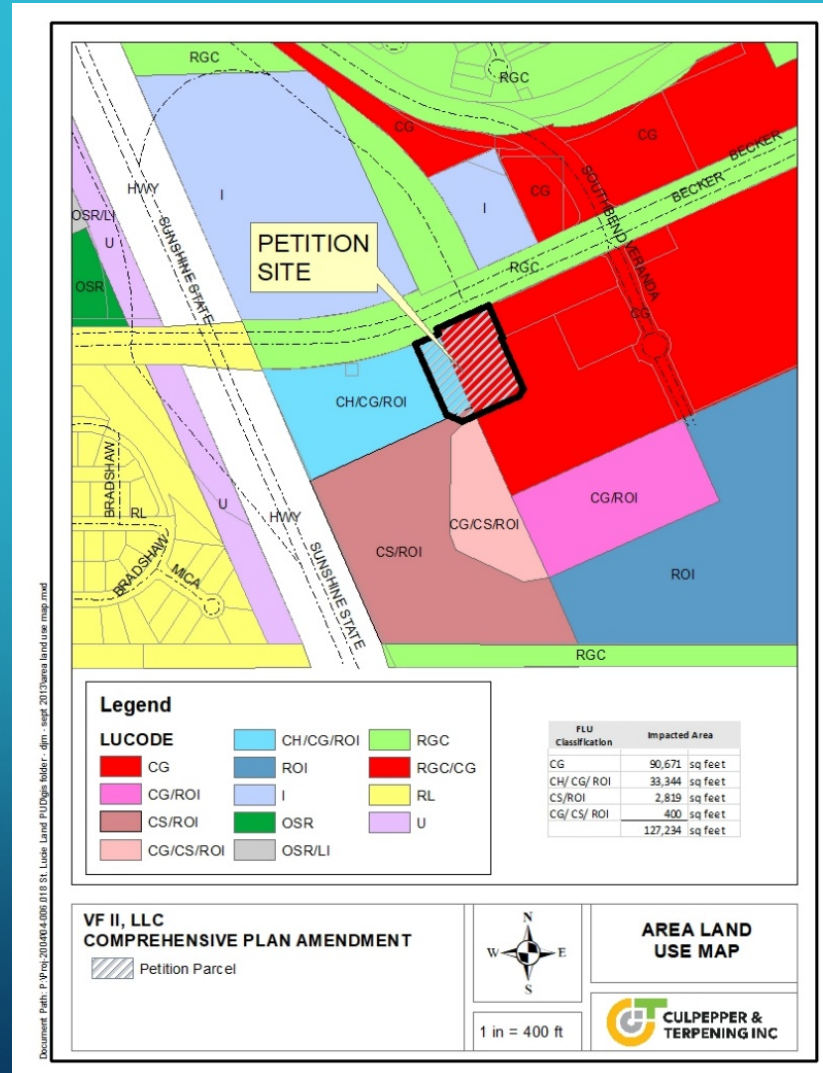 RGC
RGC
CG
CG
HWY
I
I
CG
SOUTHBEND VERANDA
BECKER
BECKER
OSR/LI
U
SUNSHINE STATE
PETITION
SITE
RGC
OSR
CG
CH/CG/ROI
BRADSHAW
RL
U
HWY
CG/ROI
CG/CS/ROI
CS/ROI
BRADSHAW
MICA
SUNSHINE STATE
ROI
RGC
Legend
LUCODE
CG
CG/ROI
CS/ROI
CG/CS/ROI
CH/CG/ROI
ROI
I
OSR
OSR/LI
RGC
RGC/CG
RL
U
FLU
Classification
Impacted Area
CG 90,671 sq feet
CH/ CG/ ROI 33,344 sq feet
CS/ROI 2,819 sq feet
CG/ CS/ ROI 400 sq feet
127,234 sq feet
VF II, LLC
COMPREHENSIVE PLAN AMENDMENT
Petition Parcel
N
W E
S
1 in = 400 ft
AREA LAND
USE MAP
CULPEPPER &
TERPENING INC